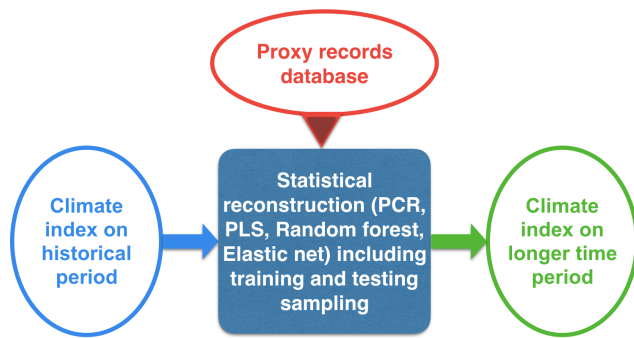 Proxy records
database
Climate
index on
historical
period
Statistical
reconstruction (PCR,
PLS, Random forest,
Elastic net) including
training and testing
sampling
Climate
index on
longer time
period